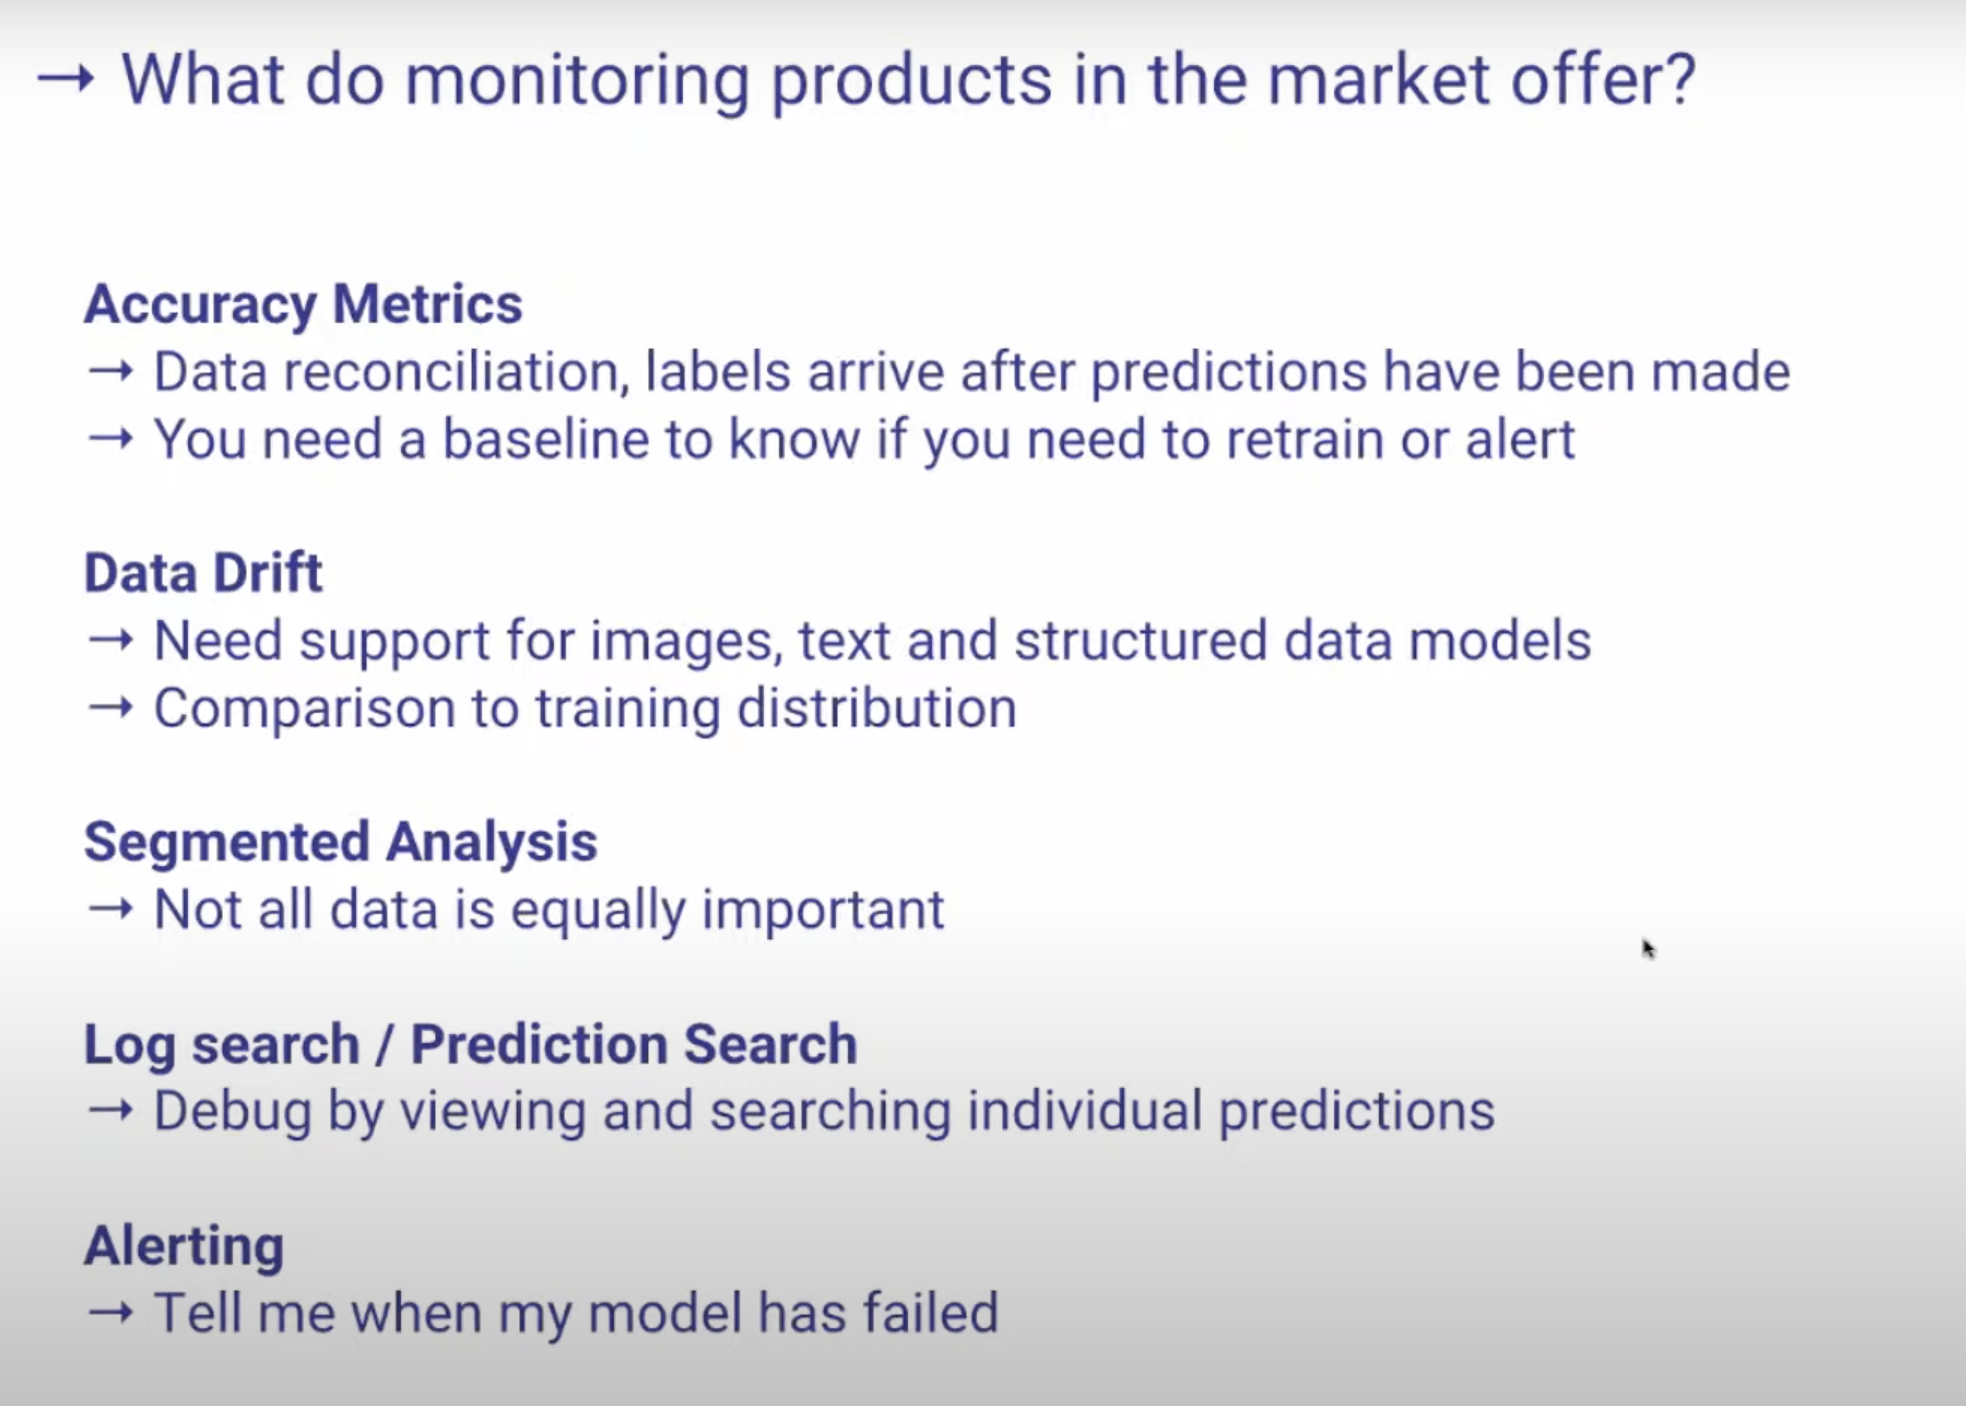 → What do monitoring products in the market offer?
Accuracy Metrics
→ Data reconciliation, labels arrive after predictions have been made
→ You need a baseline to know if you need to retrain or alert
Data Drift
→ Need support for images, text and structured data models
→ Comparison to training distribution
Segmented Analysis
→ Not all data is equally important
Log search / Prediction Search
→ Debug by viewing and searching individual predictions
Alerting
→ Tell me when my model has failed